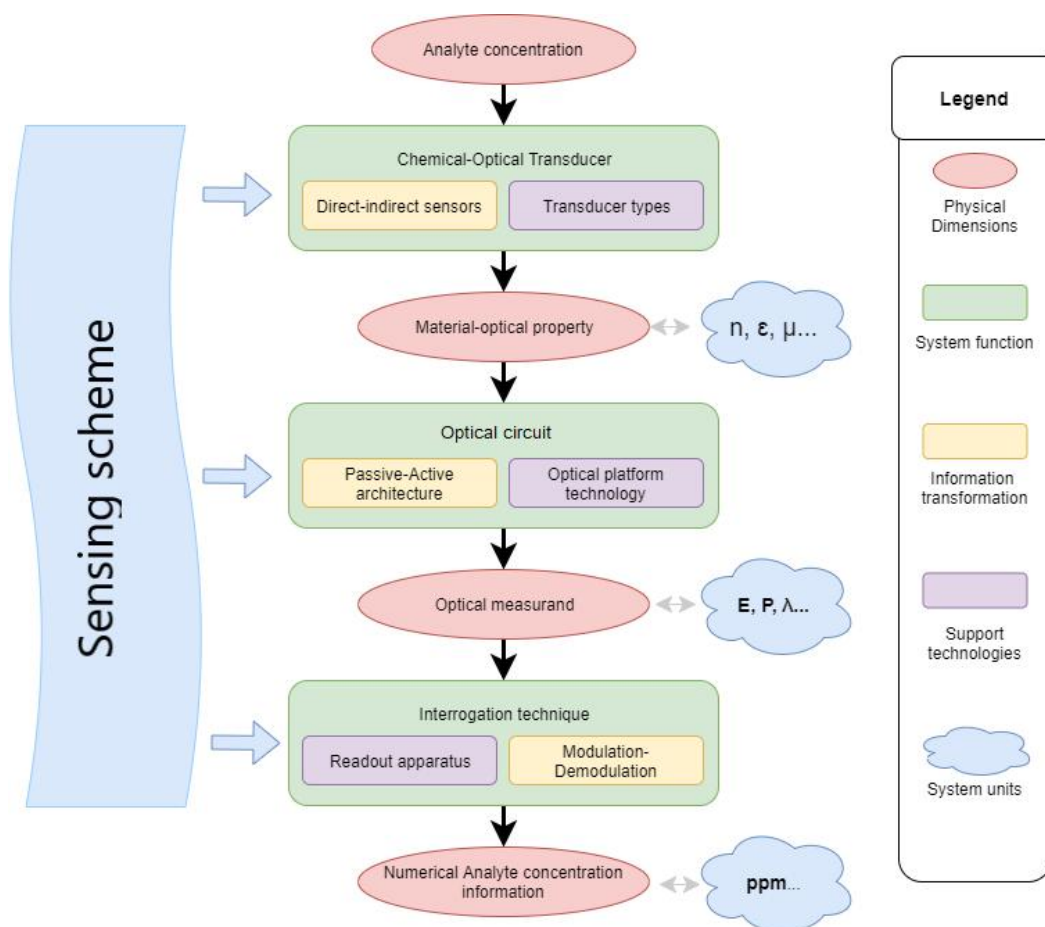 Analyte concentration
Legend
Sensing scheme
Chemical-Optical Transducer
Direct-indirect sensors
Transducer types
Physical
Dimensions
Material-optical property
n, ε, μ...
System function
Optical circuit
Passive-Active
architecture
Optical platform
technology
Information
transformation
Optical measurand
E, P, λ...
Support
technologies
Interrogation technique
Readout apparatus
Modulation-
Demodulation
System units
Numerical Analyte concentration
information
ppm...